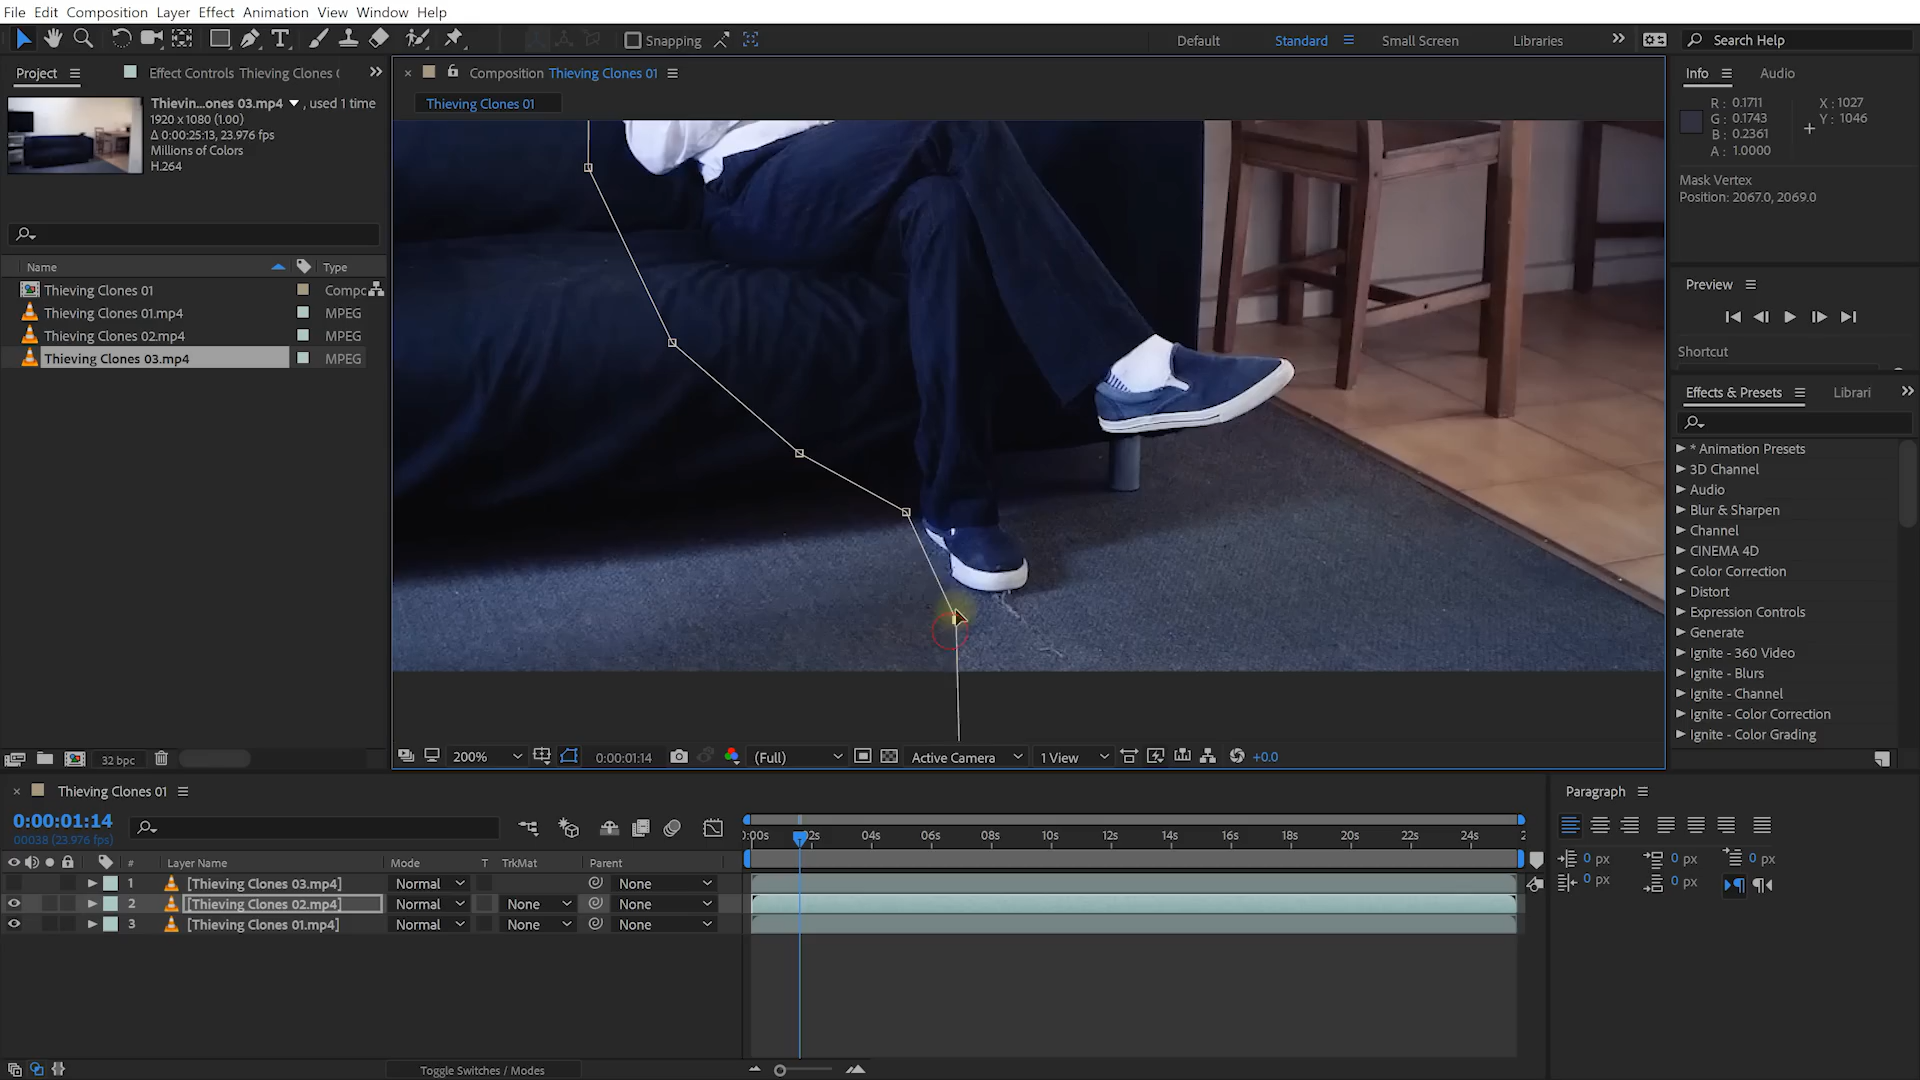 File Edit Composition Layer Effect Animation View Window Help
Snapping
Default Standard Small Screen Libraries Search Help
Project Effect Controls Thieving Clones
Thievin...ones 03.mp4 , used 1 time
1920 x 1080 (1.00)
Δ 0:00:25:13, 23.976 fps
Millions of Colors
H.264
Name Type
Thieving Clones 01 Compc
Thieving Clones 01.mp4 MPEG
Thieving Clones 02.mp4 MPEG
Thieving Clones 03.mp4 MPEG
32 bpc
Composition Thieving Clones 01
Thieving Clones 01
200% 0:00:01:14 (Full) Active Camera 1 View +0.0
Info Audio
R : 0.1711
G : 0.1743
B : 0.2361
A : 1.0000
X : 1027
Y : 1046
Mask Vertex
Position: 2067.0, 2069.0
Preview
Shortcut
Effects & Presets Librari
* Animation Presets
3D Channel
Audio
Blur & Sharpen
Channel
CINEMA 4D
Color Correction
Distort
Expression Controls
Generate
Ignite - 360 Video
Ignite - Blurs
Ignite - Channel
Ignite - Color Correction
Ignite - Color Grading
Thieving Clones 01
0:00:01:14
00038 (23.976 fps)
# Layer Name Mode T TrkMat Parent
1 [Thieving Clones 03.mp4] Normal None
2 [Thieving Clones 02.mp4] Normal None None
3 [Thieving Clones 01.mp4] Normal None None
:00s 02s 04s 06s 08s 10s 12s 14s 16s 18s 20s 22s 24s 2
Toggle Switches / Modes
Paragraph
0 px 0 px 0 px
0 px 0 px